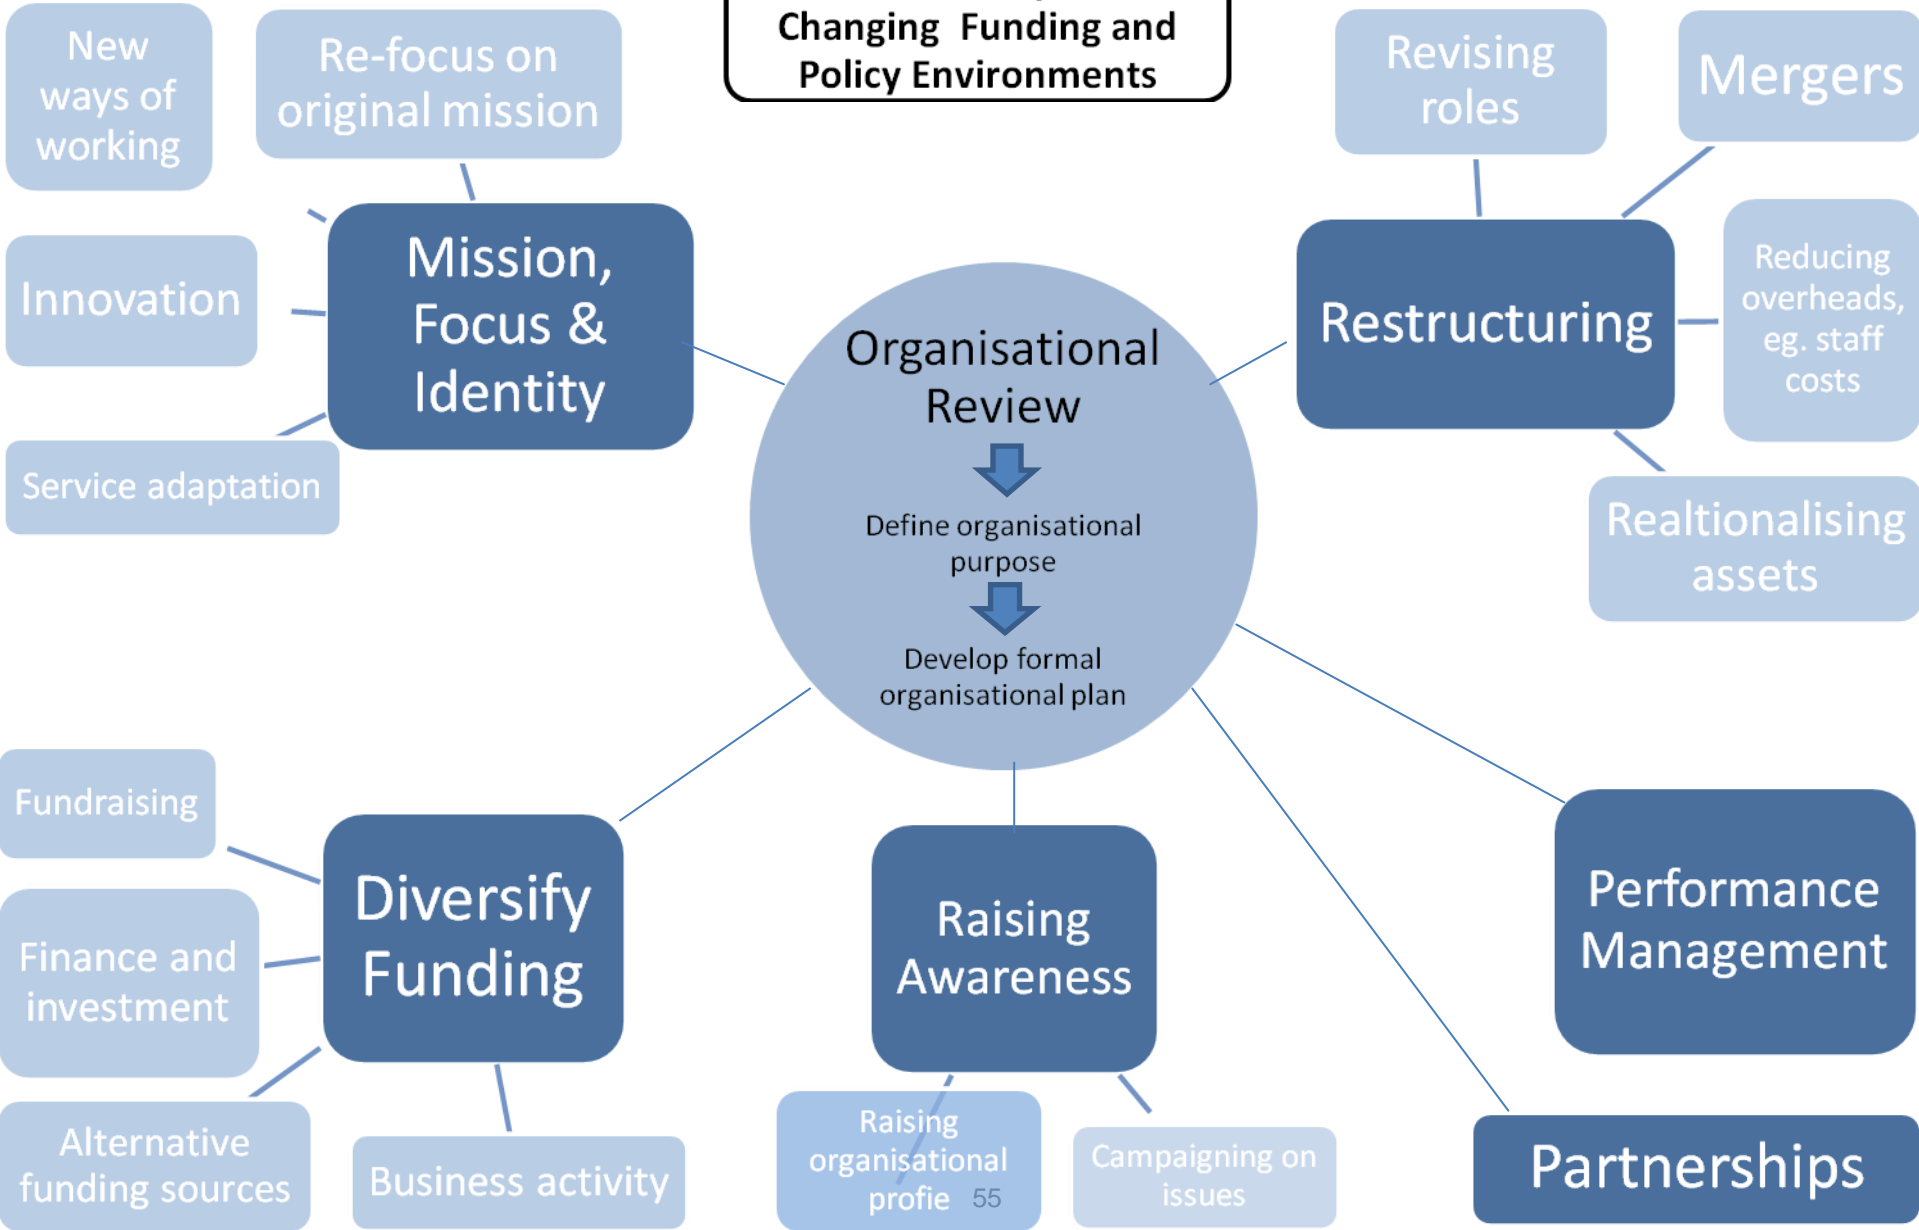 Changing Funding and
Policy Environments
New
ways of
working
Re-focus on
original mission
Innovation
Service adaptation
Mission,
Focus &
Identity
Organisational
Review
Define organisational
purpose
Develop formal
organisational plan
Revising
roles
Mergers
Restructuring
Reducing
overheads,
eg. staff
costs
Realtionalising
assets
Fundraising
Finance and
investment
Alternative
funding sources
Business activity
Diversify
Funding
Raising
Awareness
Raising
organisational
profie
Campaigning on
issues
Performance
Management
Partnerships
55